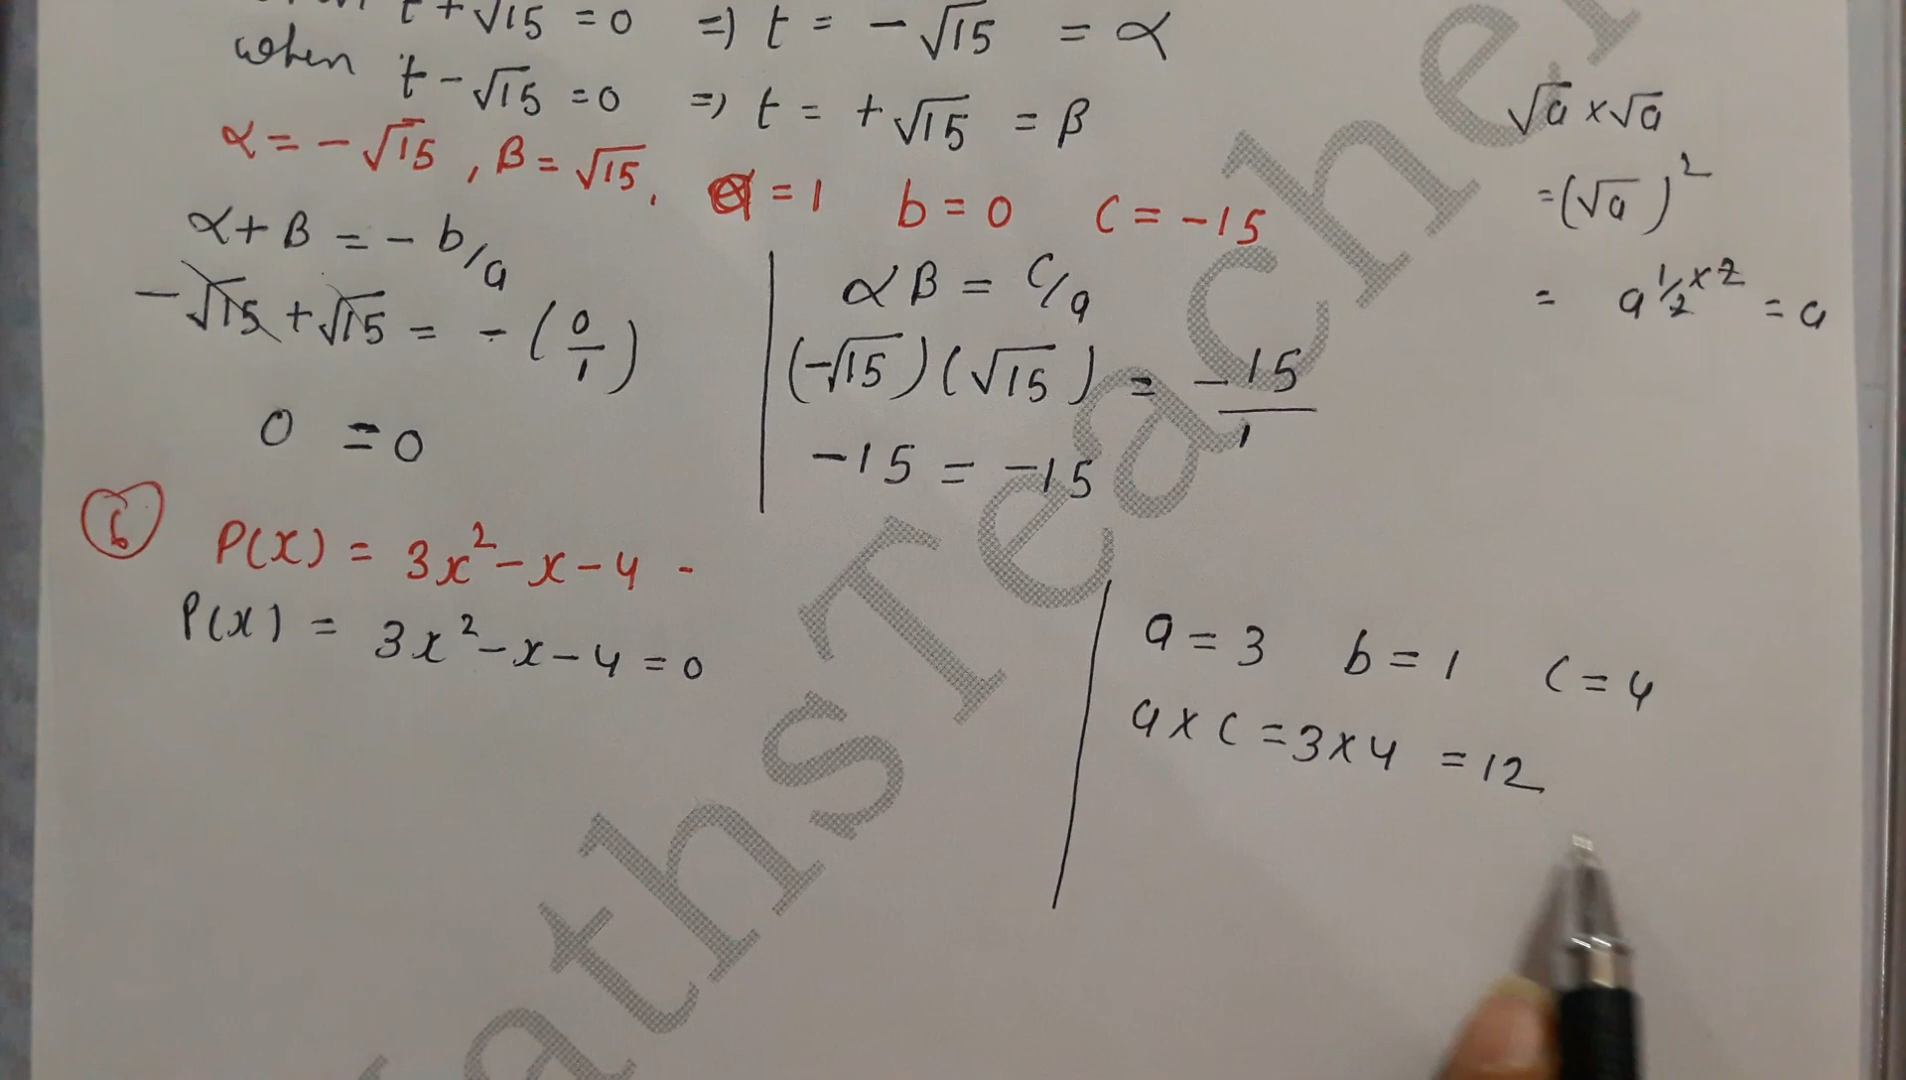 t + √15 = 0 => t = - √15 = α
when t - √15 = 0 => t = + √15 = β
α = - √15 , β = √15 . a = 1 b = 0 c = -15
α + β = - b/a
- √15 + √15 = - (0/1)
0 = 0
αβ = c/a
(-√15)(√15) = -15/1
-15 = -15
√a × √a
= (√a)²
= a^(1/2 × 2) = a
6 P(x) = 3x² - x - 4 -
P(x) = 3x² - x - 4 = 0
a = 3 b = 1 c = 4
a × c = 3 × 4 = 12
aths Teacher